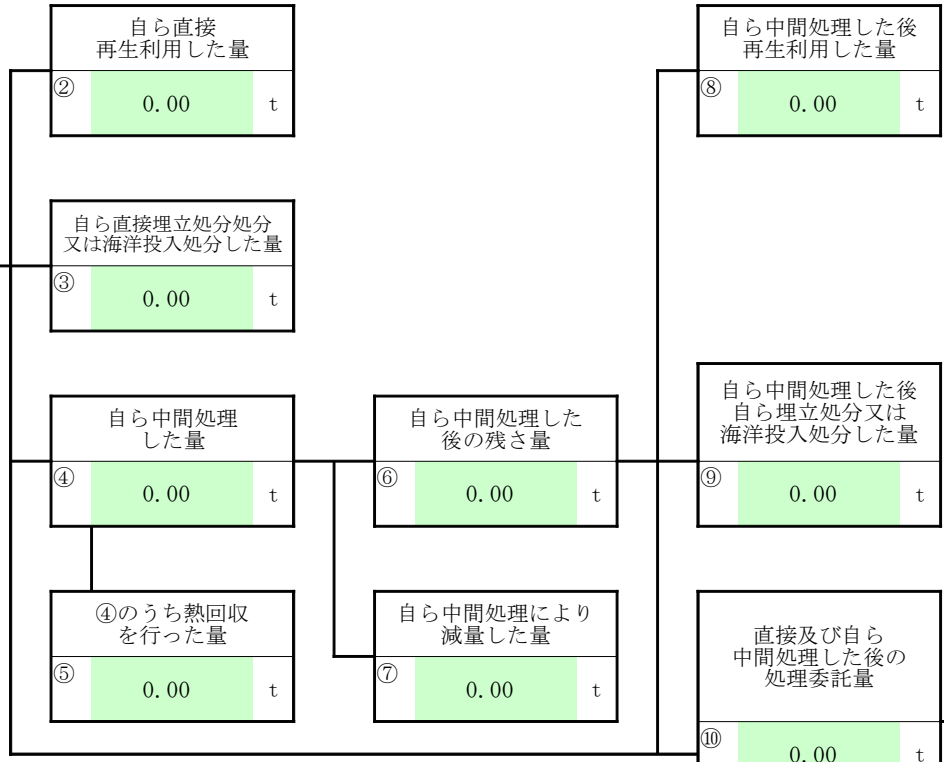 自ら直接
再生利用した量
②
0.00 t
自ら中間処理した後
再生利用した量
⑧
0.00 t
自ら直接埋立処分処分
又は海洋投入処分した量
③
0.00 t
自ら中間処理
した量
④
0.00 t
自ら中間処理した
後の残さ量
⑥
0.00 t
自ら中間処理した後
自ら埋立処分又は
海洋投入処分した量
⑨
0.00 t
④のうち熱回収
を行った量
⑤
0.00 t
自ら中間処理により
減量した量
⑦
0.00 t
直接及び自ら
中間処理した後の
処理委託量
⑩
0.00 t